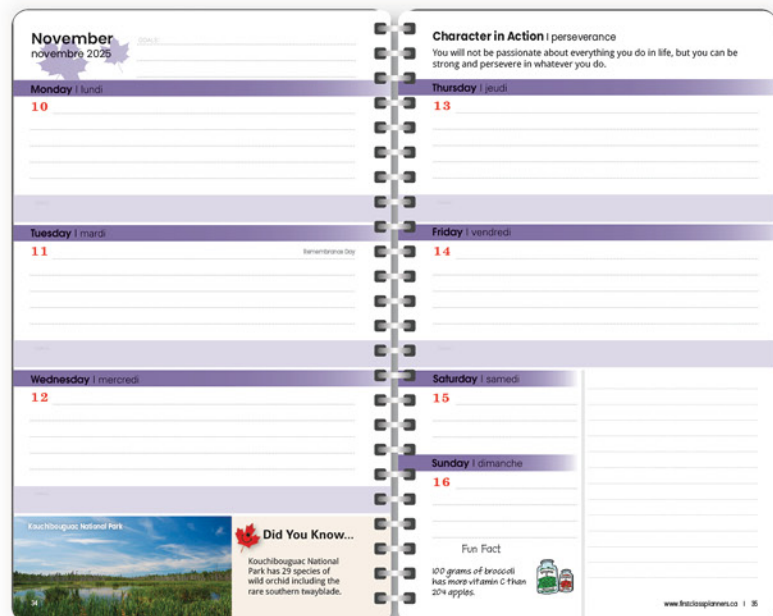 November
novembre 2025
GOALS
Monday | lundi
10
Tuesday | mardi
11
Remembrance Day
Wednesday | mercredi
12
Kouchibouguac National Park
34
Did You Know...
Kouchibouguac National
Park has 29 species of
wild orchid including the
rare southern twayblade.
Character in Action | perseverance
You will not be passionate about everything you do in life, but you can be
strong and persevere in whatever you do.
Thursday | jeudi
13
Friday | vendredi
14
Saturday | samedi
15
Sunday | dimanche
16
Fun Fact
100 grams of broccoli
has more vitamin C than
204 apples.
www.firstclassplanners.ca | 35